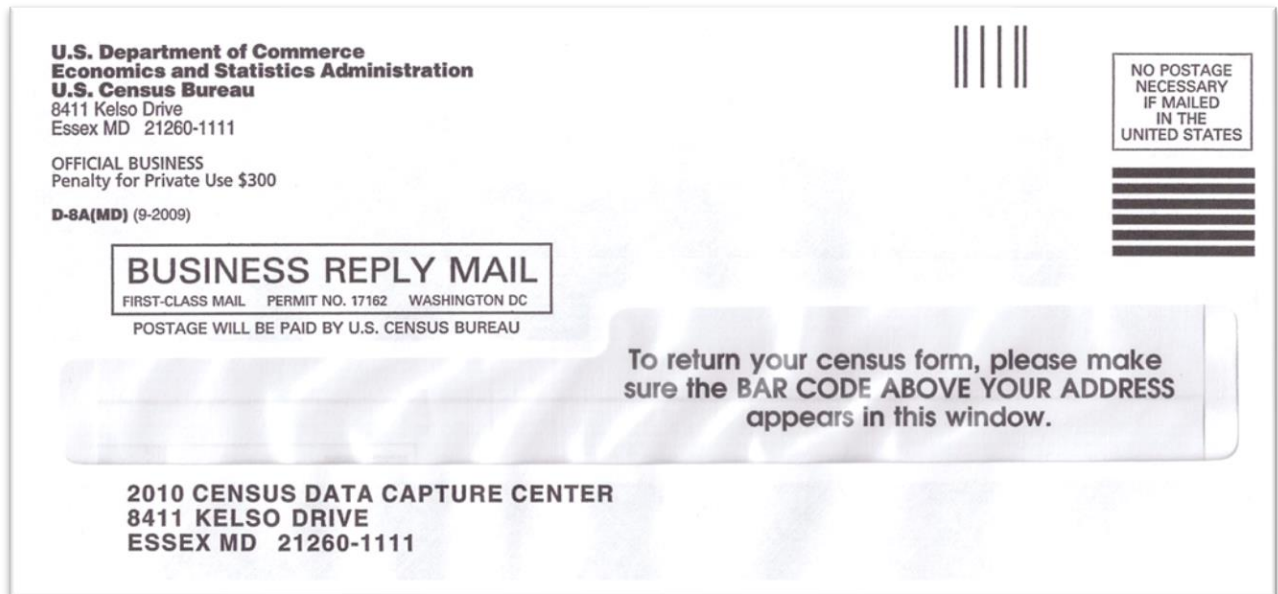 U.S. Department of Commerce
Economics and Statistics Administration
U.S. Census Bureau
8411 Kelso Drive
Essex MD 21260-1111
OFFICIAL BUSINESS
Penalty for Private Use $300
D-8A(MD) (9-2009)
NO POSTAGE
NECESSARY
IF MAILED
IN THE
UNITED STATES
BUSINESS REPLY MAIL
FIRST-CLASS MAIL PERMIT NO. 17162 WASHINGTON DC
POSTAGE WILL BE PAID BY U.S. CENSUS BUREAU
To return your census form, please make
sure the BAR CODE ABOVE YOUR ADDRESS
appears in this window.
2010 CENSUS DATA CAPTURE CENTER
8411 KELSO DRIVE
ESSEX MD 21260-1111